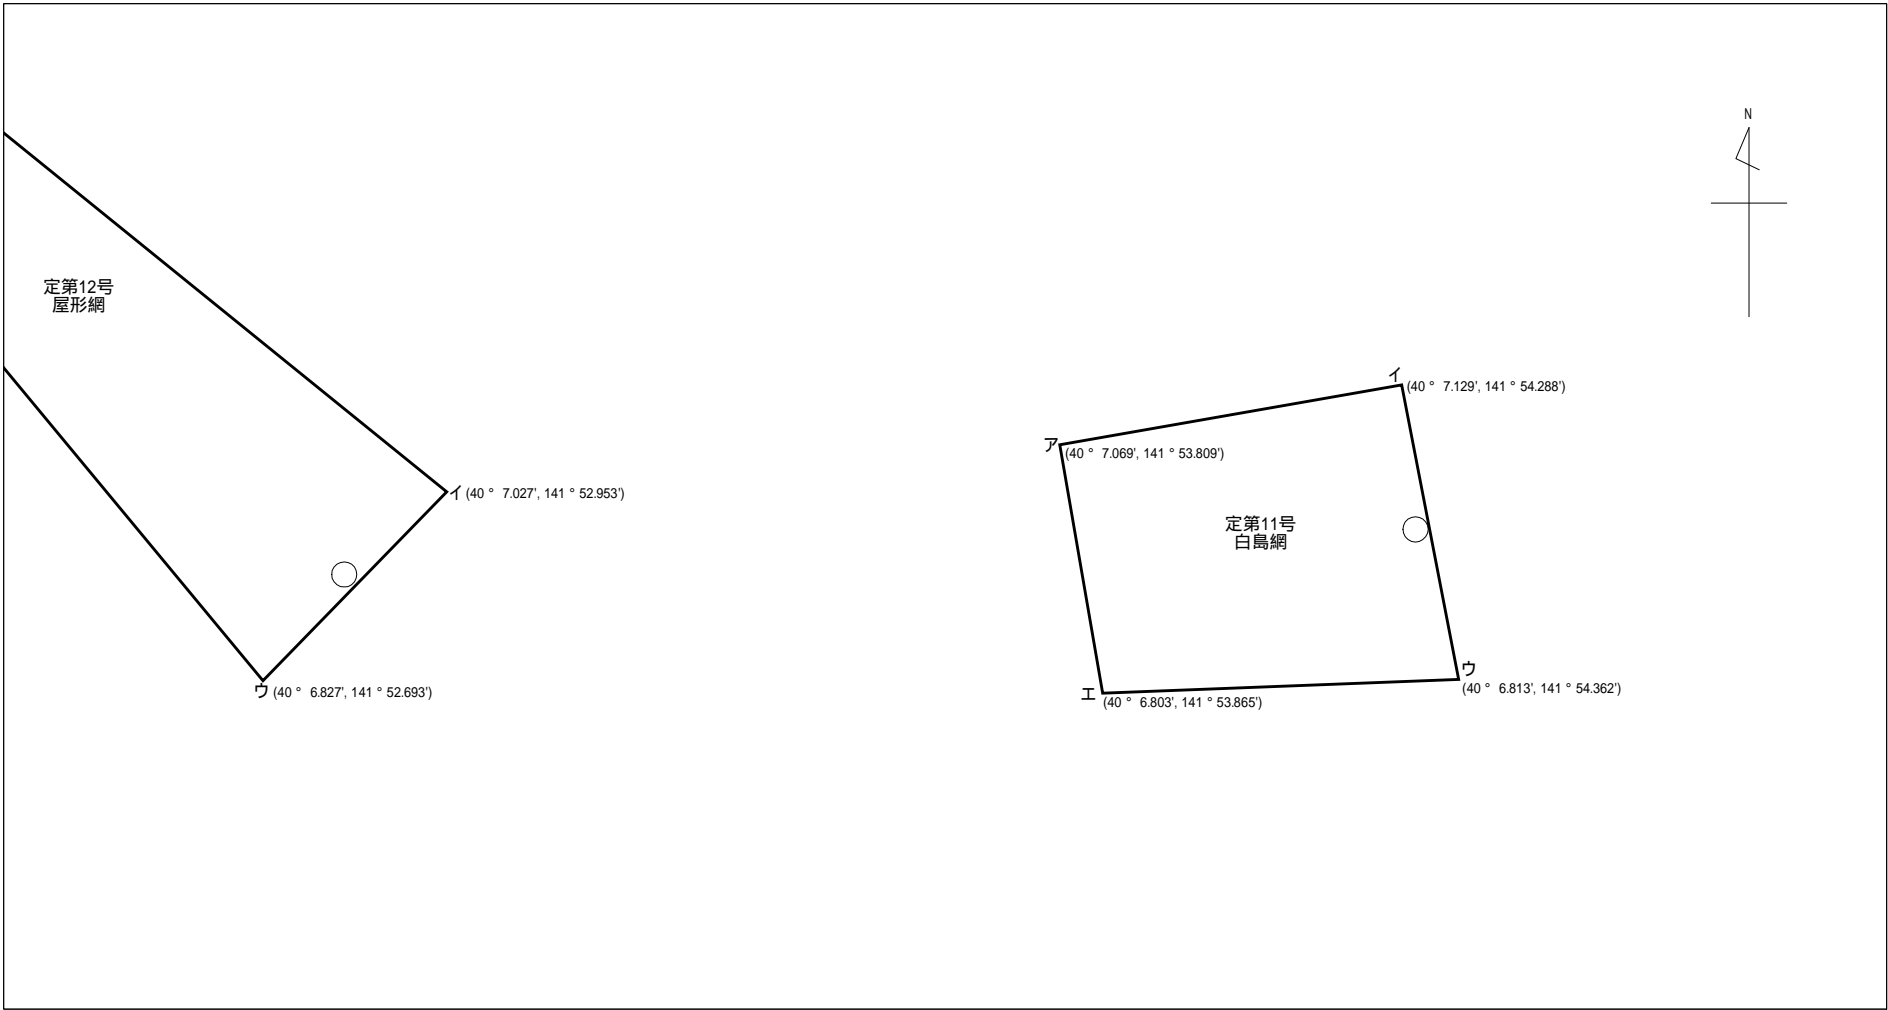 N
定第12号
屋形網
イ
(40 ° 7.129', 141 ° 54.288')
ア
(40 ° 7.069', 141 ° 53.809')
イ (40 ° 7.027', 141 ° 52.953')
定第11号
白島網
ウ
(40 ° 6.813', 141 ° 54.362')
ウ (40 ° 6.827', 141 ° 52.693')
エ
(40 ° 6.803', 141 ° 53.865')